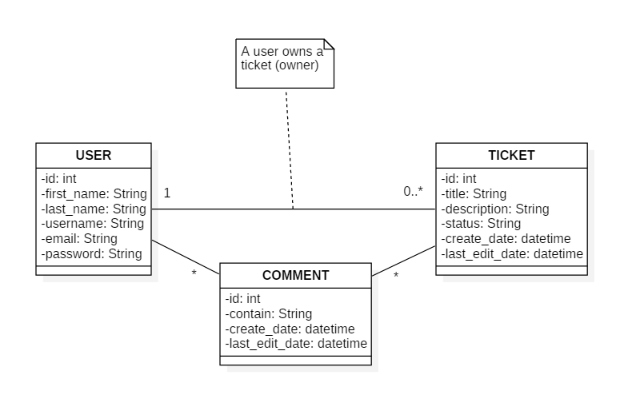 A user owns a
ticket (owner)
USER
-id: int
-first_name: String
-last_name: String
-username: String
-email: String
-password: String
1
0..*
TICKET
-id: int
-title: String
-description: String
-status: String
-create_date: datetime
-last_edit_date: datetime
*
*
COMMENT
-id: int
-contain: String
-create_date: datetime
-last_edit_date: datetime